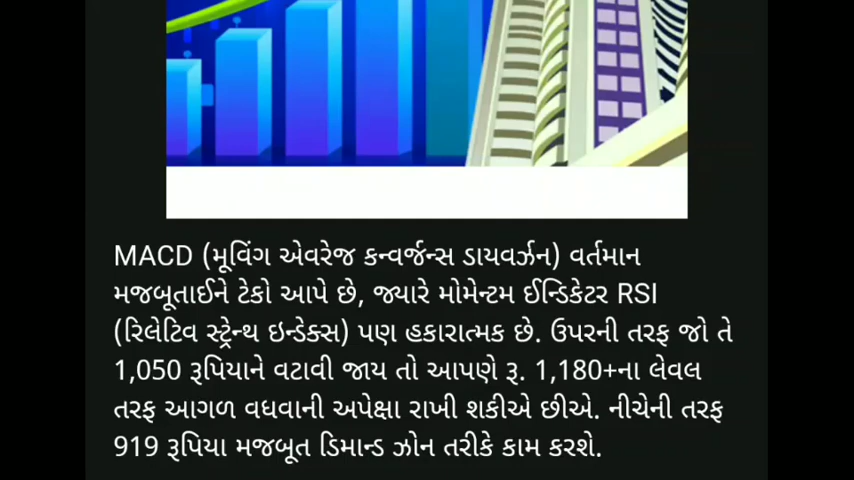 MACD (મૂવિંગ એવરેજ કન્વર્જન્સ ડાયવર્ઝન) વર્તમાન
મજબૂતાઈને ટેકો આપે છે, જ્યારે મોમેન્ટમ ઈન્ડિકેટર RSI
(રિલેટિવ સ્ટ્રેન્થ ઇન્ડેક્સ) પણ હકારાત્મક છે. ઉપરની તરફ જો તે
1,050 રૂપિયાને વટાવી જાય તો આપણે રૂ. 1,180+ના લેવલ
તરફ આગળ વધવાની અપેક્ષા રાખી શકીએ છીએ. નીચેની તરફ
919 રૂપિયા મજબૂત ડિમાન્ડ ઝોન તરીકે કામ કરશે.